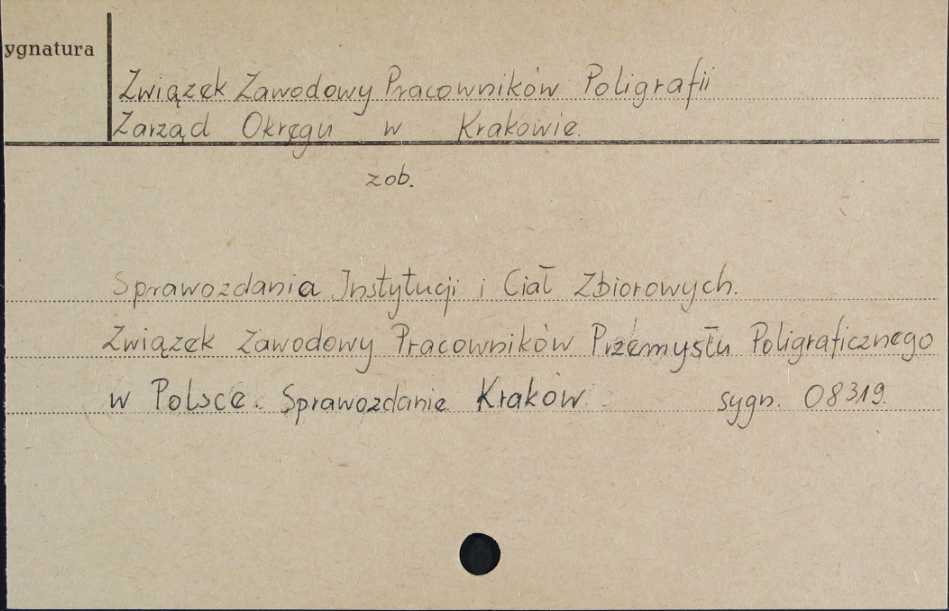 ygnatura
Związek Zawodowy Pracowników Poligrafii
Zarząd Okręgu w Krakowie.
zob.
Sprawozdania Instytucji i Ciał Zbiorowych.
Związek Zawodowy Pracowników Przemysłu Poligraficznego
w Polsce. Sprawozdanie Kraków. sygn. 08319.